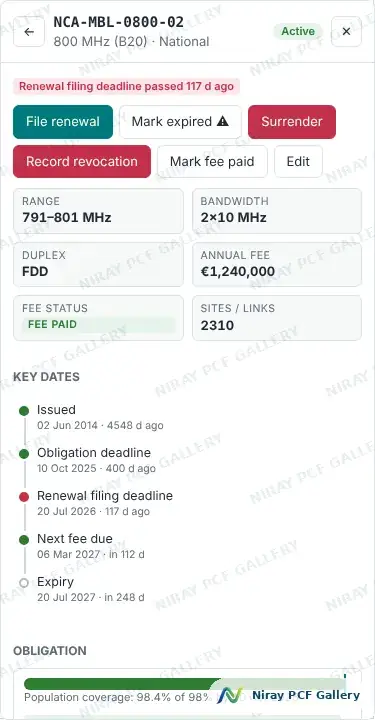 ←
NCA-MBL-0800-02
800 MHz (B20) · National
Active
✕
Renewal filing deadline passed 117 d ago
File renewal
Mark expired ⚠
Surrender
Record revocation
Mark fee paid
Edit
RANGE
791–801 MHz
BANDWIDTH
2×10 MHz
DUPLEX
FDD
ANNUAL FEE
€1,240,000
FEE STATUS
FEE PAID
SITES / LINKS
2310
KEY DATES
Issued
02 Jun 2014 · 4548 d ago
Obligation deadline
10 Oct 2025 · 400 d ago
Renewal filing deadline
20 Jul 2026 · 117 d ago
Next fee due
06 Mar 2027 · in 112 d
Expiry
20 Jul 2027 · in 248 d
OBLIGATION
Population coverage: 98.4% of 98%
Niray PCF Gallery
NIRAY PCF GALLERY